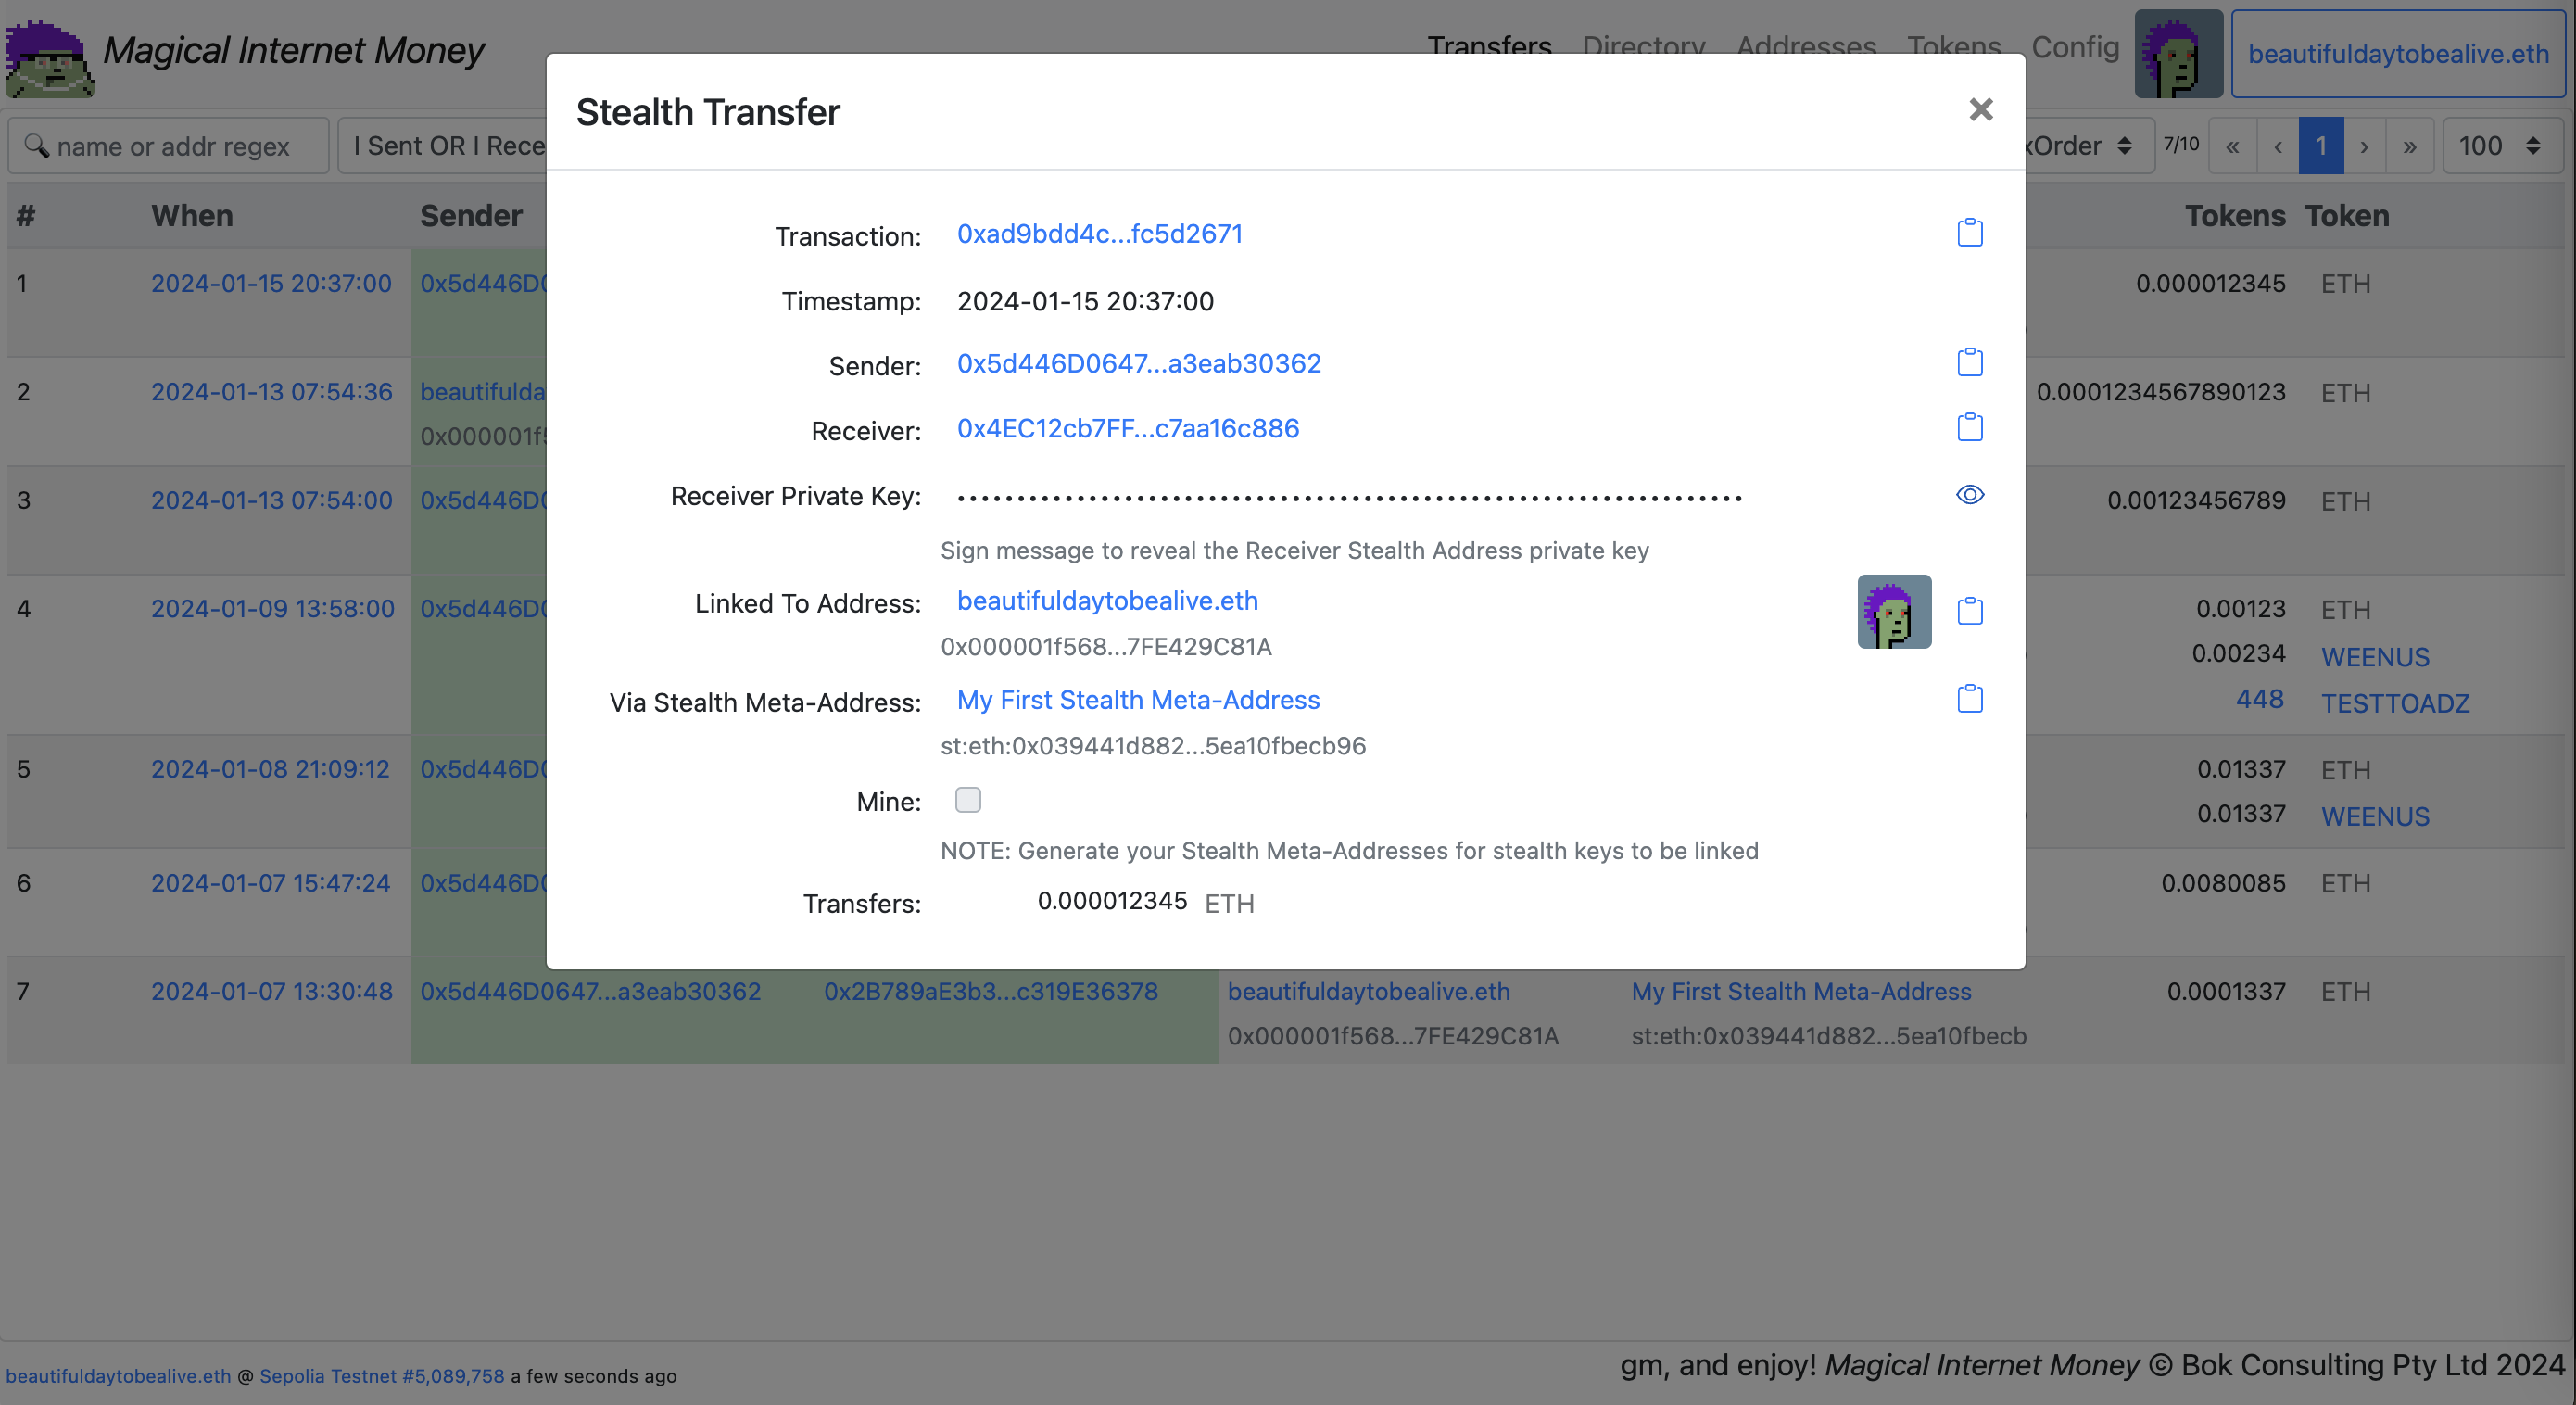 Magical Internet Money
Transfers Directory Addresses Tokens Config beautifuldaytobealive.eth
name or addr regex I Sent OR I Rece
7/10 « ‹ 1 › » 100
# When Sender Tokens Token
1 2024-01-15 20:37:00 0.000012345 ETH
2 2024-01-13 07:54:36 0.0001234567890123 ETH
3 2024-01-13 07:54:00 0.00123456789 ETH
4 2024-01-09 13:58:00 0.00123 ETH
0.00234 WEENUS
448 TESTTOADZ
5 2024-01-08 21:09:12 0.01337 ETH
0.01337 WEENUS
6 2024-01-07 15:47:24 0.0080085 ETH
7 2024-01-07 13:30:48 0x5d446D0647...a3eab30362 0x2B789aE3b3...c319E36378 beautifuldaytobealive.eth My First Stealth Meta-Address 0.0001337 ETH
0x000001f568...7FE429C81A st:eth:0x039441d882...5ea10fbecb
Stealth Transfer ×
Transaction: 0xad9bdd4c...fc5d2671
Timestamp: 2024-01-15 20:37:00
Sender: 0x5d446D0647...a3eab30362
Receiver: 0x4EC12cb7FF...c7aa16c886
Receiver Private Key:
Sign message to reveal the Receiver Stealth Address private key
Linked To Address: beautifuldaytobealive.eth
0x000001f568...7FE429C81A
Via Stealth Meta-Address: My First Stealth Meta-Address
st:eth:0x039441d882...5ea10fbecb96
Mine:
NOTE: Generate your Stealth Meta-Addresses for stealth keys to be linked
Transfers: 0.000012345 ETH
beautifuldaytobealive.eth @ Sepolia Testnet #5,089,758 a few seconds ago
gm, and enjoy! Magical Internet Money © Bok Consulting Pty Ltd 2024